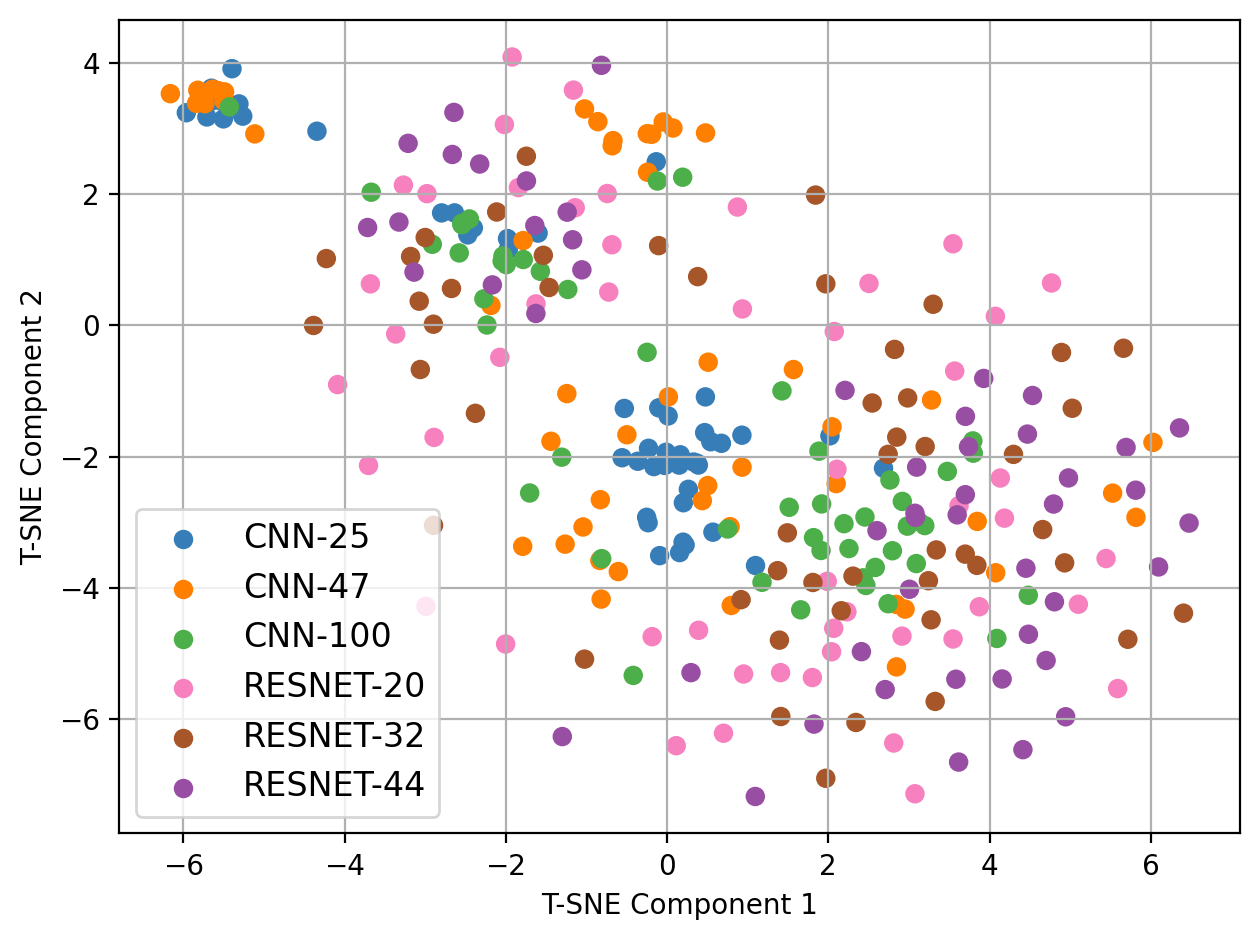 4
2
0
−2
−4
−6
T-SNE Component 2
CNN-25
CNN-47
CNN-100
RESNET-20
RESNET-32
RESNET-44
−6 −4 −2 0 2 4 6
T-SNE Component 1